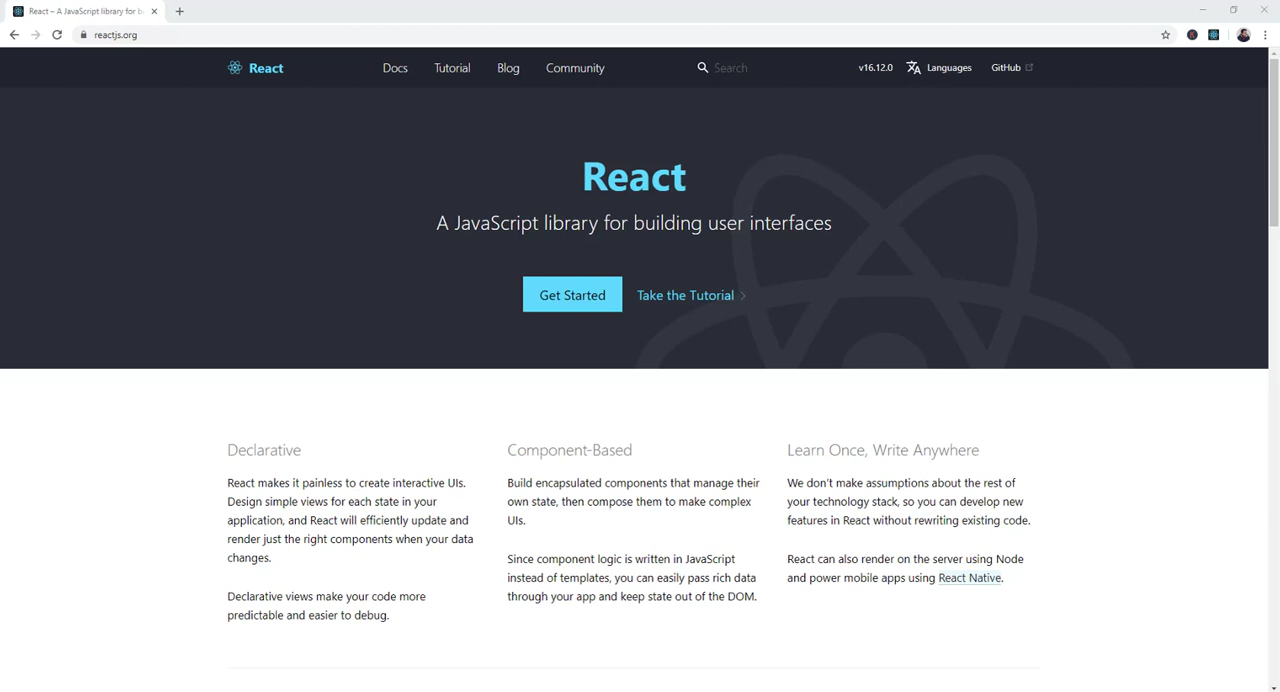 React – A JavaScript library for b
reactjs.org
React
Docs
Tutorial
Blog
Community
Search
v16.12.0
Languages
GitHub
React
A JavaScript library for building user interfaces
Get Started
Take the Tutorial
Declarative
React makes it painless to create interactive UIs.
Design simple views for each state in your
application, and React will efficiently update and
render just the right components when your data
changes.
Declarative views make your code more
predictable and easier to debug.
Component-Based
Build encapsulated components that manage their
own state, then compose them to make complex
UIs.
Since component logic is written in JavaScript
instead of templates, you can easily pass rich data
through your app and keep state out of the DOM.
Learn Once, Write Anywhere
We don't make assumptions about the rest of
your technology stack, so you can develop new
features in React without rewriting existing code.
React can also render on the server using Node
and power mobile apps using React Native.